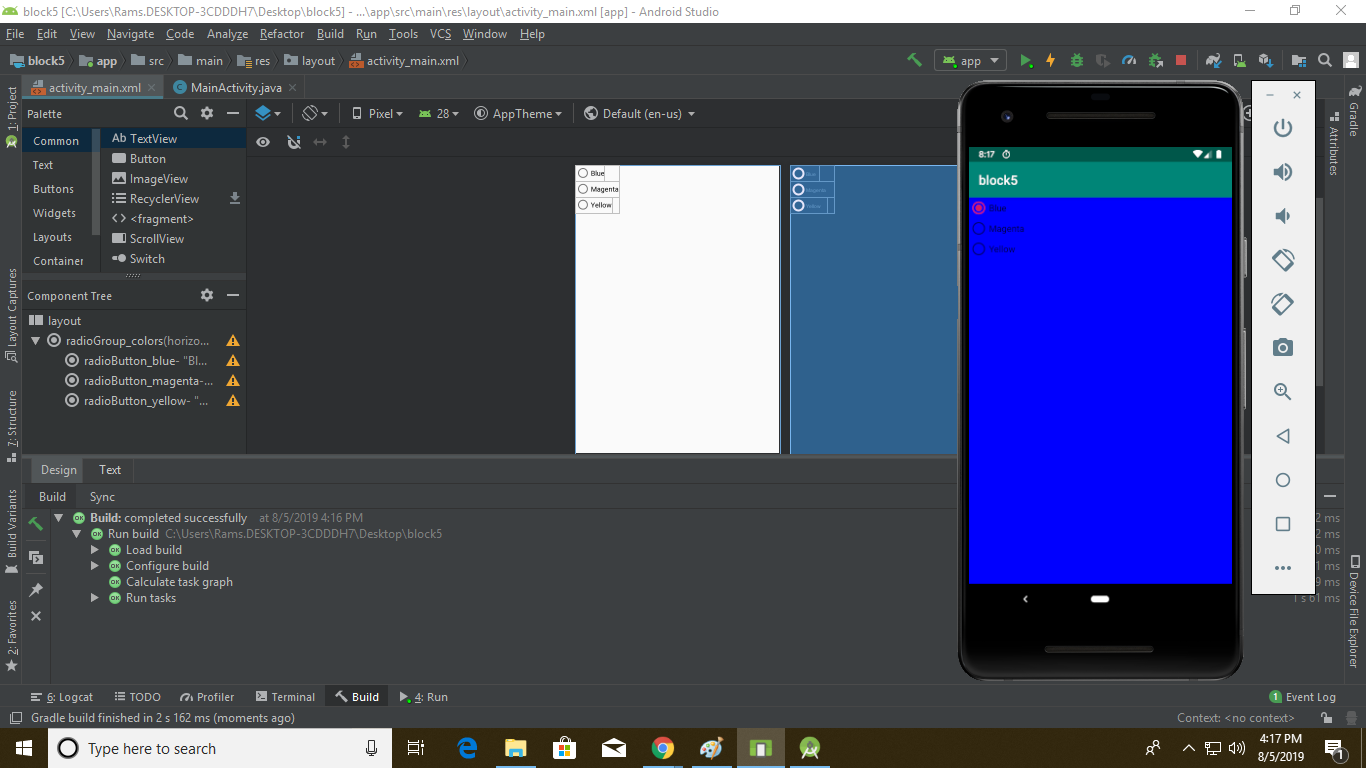 block5 [C:\Users\Rams.DESKTOP-3CDDDH7\Desktop\block5] - ...\app\src\main\res\layout\activity_main.xml [app] - Android Studio
File Edit View Navigate Code Analyze Refactor Build Run Tools VCS Window Help
block5 app src main res layout activity_main.xml app
activity_main.xml MainActivity.java
1: Project
Layout Captures
7: Structure
Build Variants
2: Favorites
Palette
Common
Text
Buttons
Widgets
Layouts
Container
Ab TextView
Button
ImageView
RecyclerView
<fragment>
ScrollView
Switch
Pixel 28 AppTheme Default (en-us)
Component Tree
layout
radioGroup_colors(horizo...
radioButton_blue- "Bl...
radioButton_magenta-...
radioButton_yellow- "...
Blue
Magenta
Yellow
Blue
Magenta
Yellow
8:17
block5
Blue
Magenta
Yellow
Gradle
Attributes
Device File Explorer
Design Text
Build Sync
Build: completed successfully at 8/5/2019 4:16 PM
Run build C:\Users\Rams.DESKTOP-3CDDDH7\Desktop\block5
Load build
Configure build
Calculate task graph
Run tasks
2 ms
2 ms
0 ms
1 ms
9 ms
1 s 61 ms
6: Logcat TODO Profiler Terminal Build 4: Run 1 Event Log
Gradle build finished in 2 s 162 ms (moments ago) Context: <no context>
Type here to search
4:17 PM
8/5/2019
1